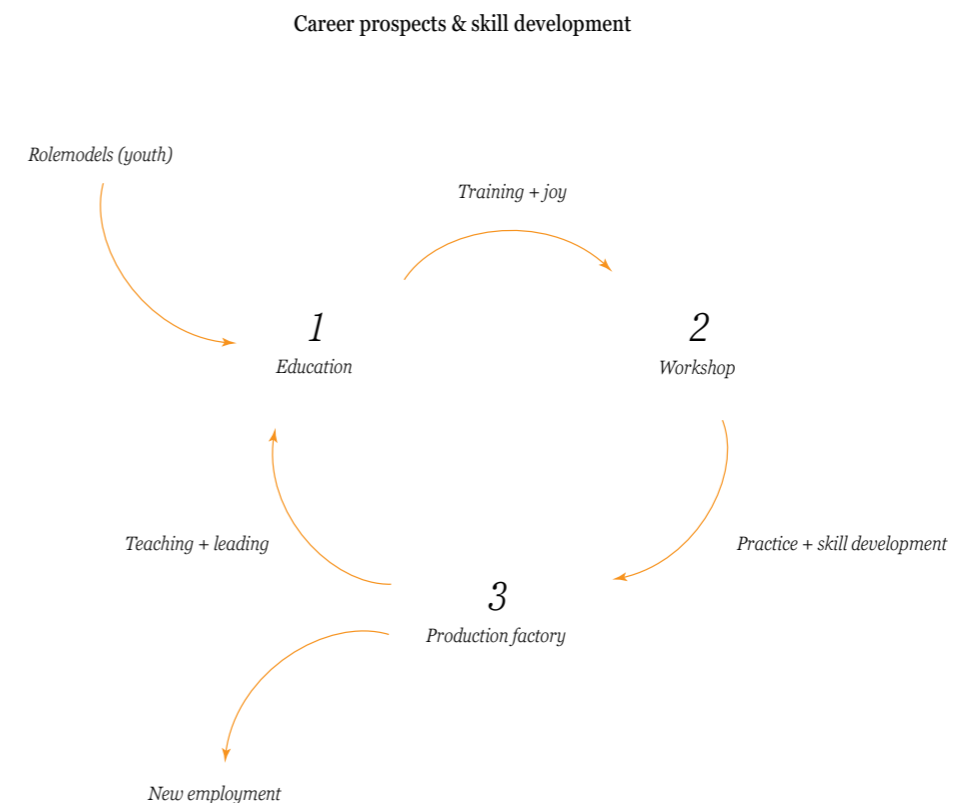 Career prospects & skill development
Rolemodels (youth)
Training + joy
1
Education
2
Workshop
Teaching + leading
Practice + skill development
3
Production factory
New employment